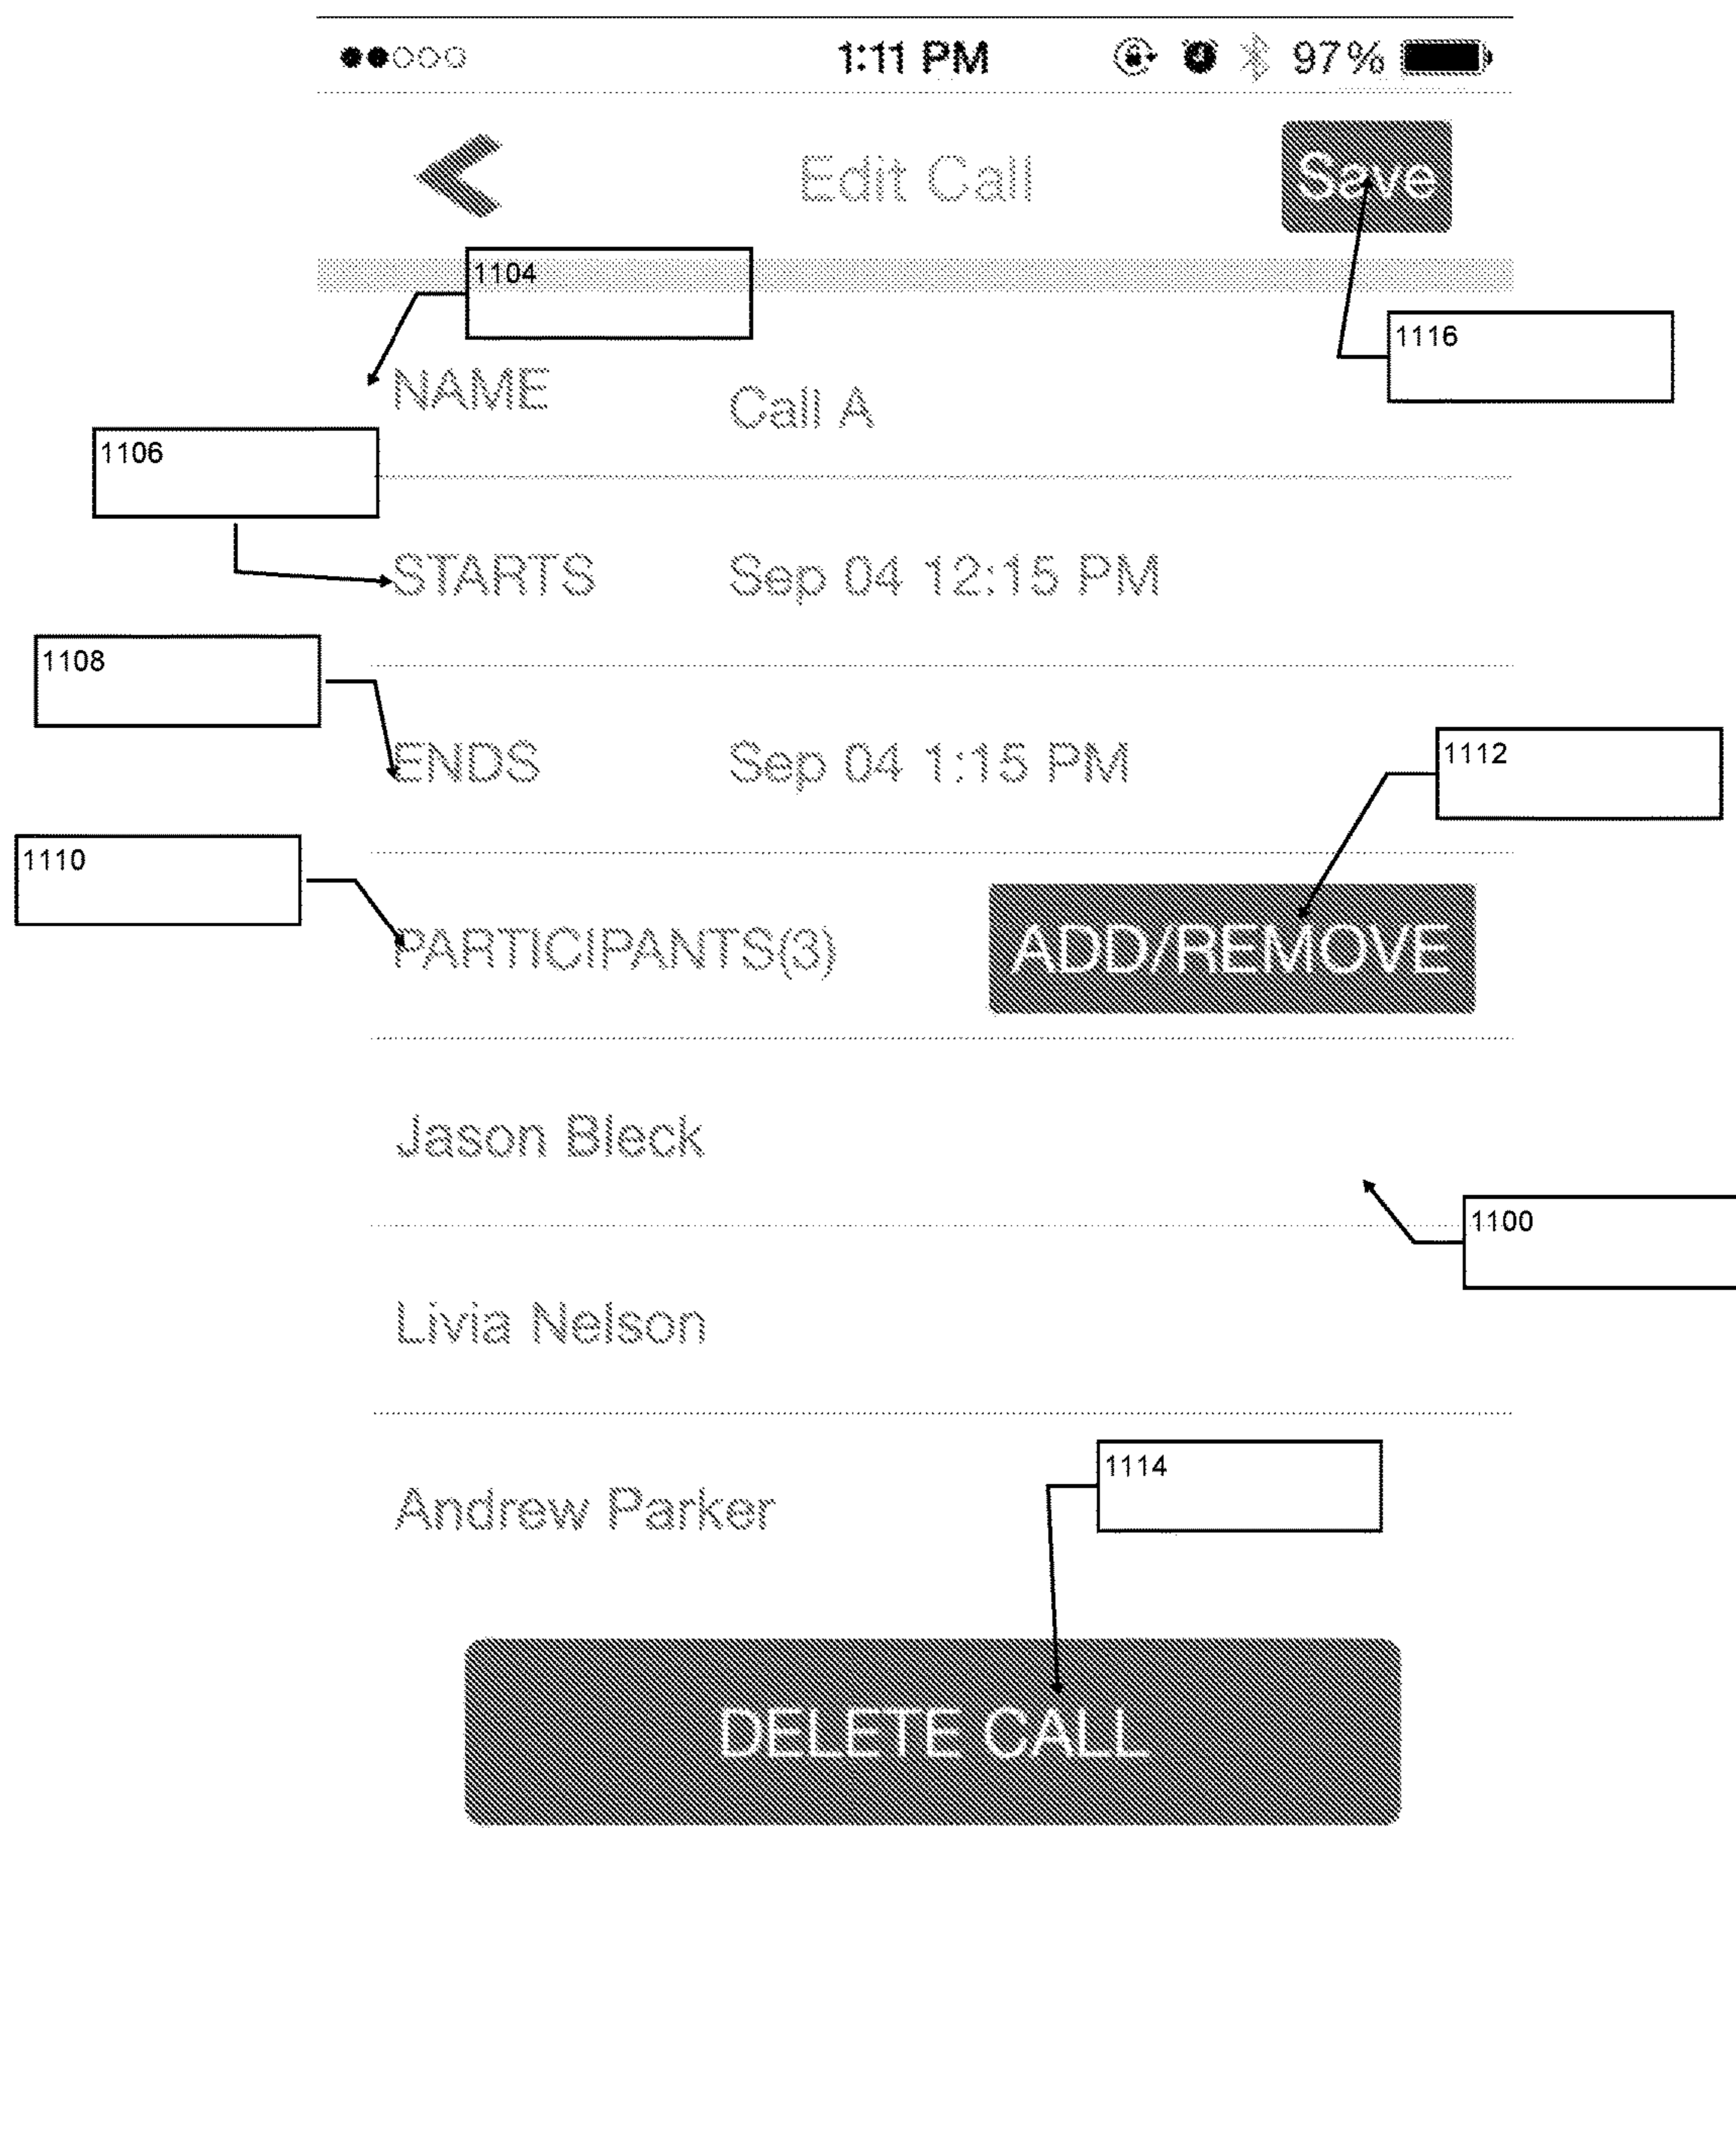 1:11 PM 97%
Edit Call Save
1104
1116
NAME Call A
1106
STARTS Sep 04 12:15 PM
1108
ENDS Sep 04 1:15 PM
1112
1110
PARTICIPANTS(3) ADD/REMOVE
Jason Bleck
1100
Livia Nelson
1114
Andrew Parker
DELETE CALL